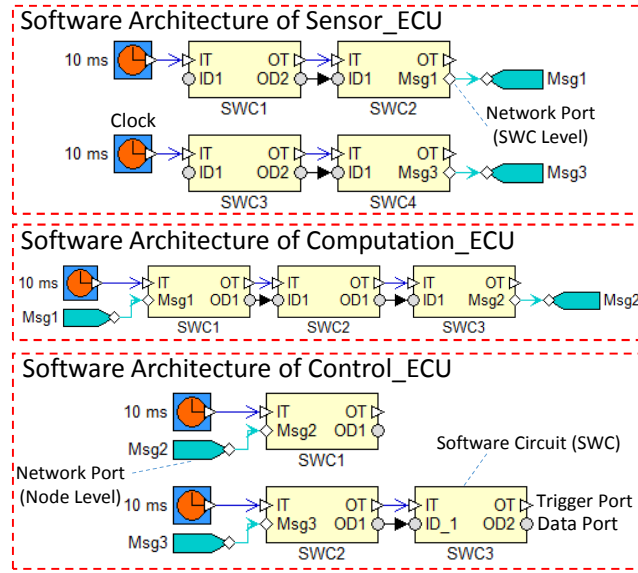 Software Architecture of Sensor_ECU
10 ms
IT OT
ID1 OD2
SWC1
IT OT
ID1 Msg1
SWC2
Msg1
Network Port
(SWC Level)
Clock
10 ms
IT OT
ID1 OD2
SWC3
IT OT
ID1 Msg3
SWC4
Msg3
Software Architecture of Computation_ECU
10 ms
Msg1
IT OT
Msg1 OD1
SWC1
IT OT
ID1 OD1
SWC2
IT OT
ID1 Msg2
SWC3
Msg2
Software Architecture of Control_ECU
10 ms
Msg2
IT OT
Msg2 OD1
SWC1
Network Port
(Node Level)
Software Circuit (SWC)
10 ms
Msg3
IT OT
Msg3 OD1
SWC2
IT OT
ID_1 OD2
SWC3
Trigger Port
Data Port